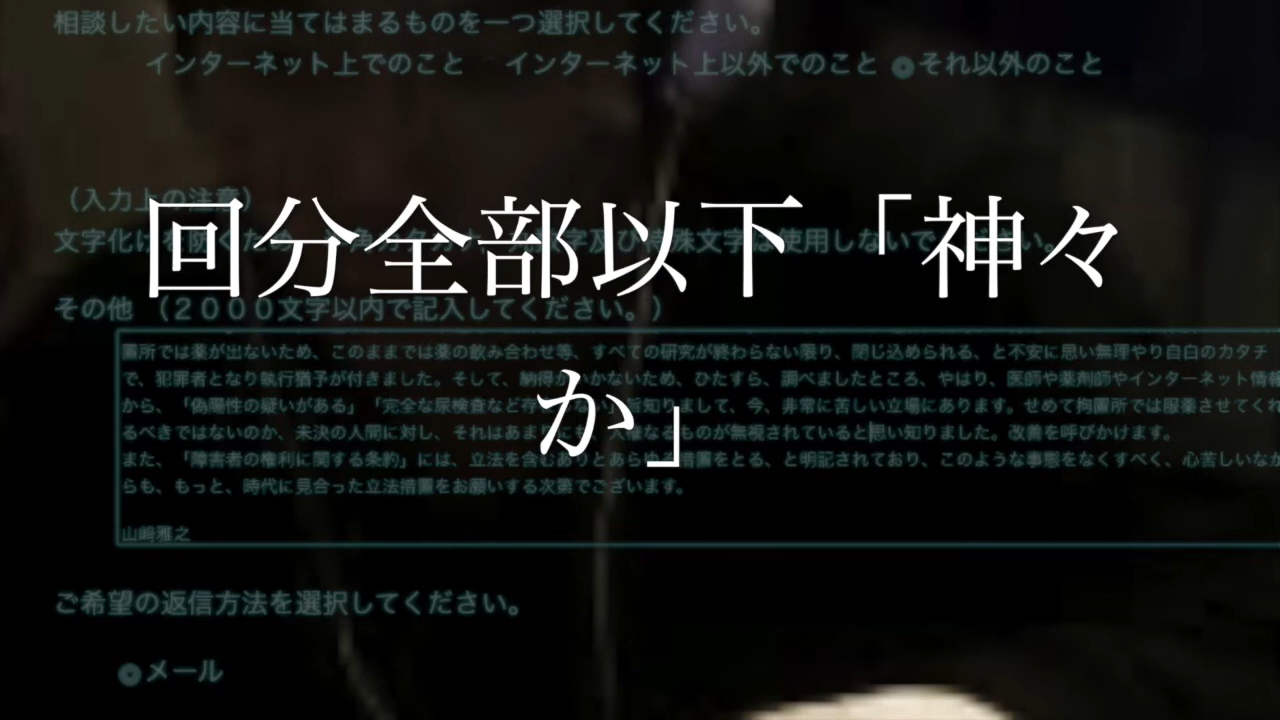 相談したい内容に当てはまるものを一つ選択してください。
インターネット上でのこと インターネット上以外でのこと それ以外のこと
（入力上の注意）
回分全部以下「神々
か」
その他 （２０００文字以内で記入してください。）
置所では薬が出ないため、このままでは薬の飲み合わせ等、すべての研究が終わらない限り、閉じ込められる、と不安に思い無理やり自白のカタチ
で、犯罪者となり執行猶予が付きました。そして、納得がいかないため、ひたすら、調べましたところ、やはり、医師や薬剤師やインターネット情報
から、「偽陽性の疑いがある」「完全な尿検査など存 知りまして、今、非常に苦しい立場にあります。せめて拘置所では服薬させてくれ
るべきではないのか、未決の人間に対し、それはあま ものが無視されていると思い知りました。改善を呼びかけます。
また、「障害者の権利に関する条約」には、立法を含むありとあらゆる措置をとる、と明記されており、このような事態をなくすべく、心苦しいなが
らも、もっと、時代に見合った立法措置をお願いする次第でございます。
山﨑雅之
ご希望の返信方法を選択してください。
メール